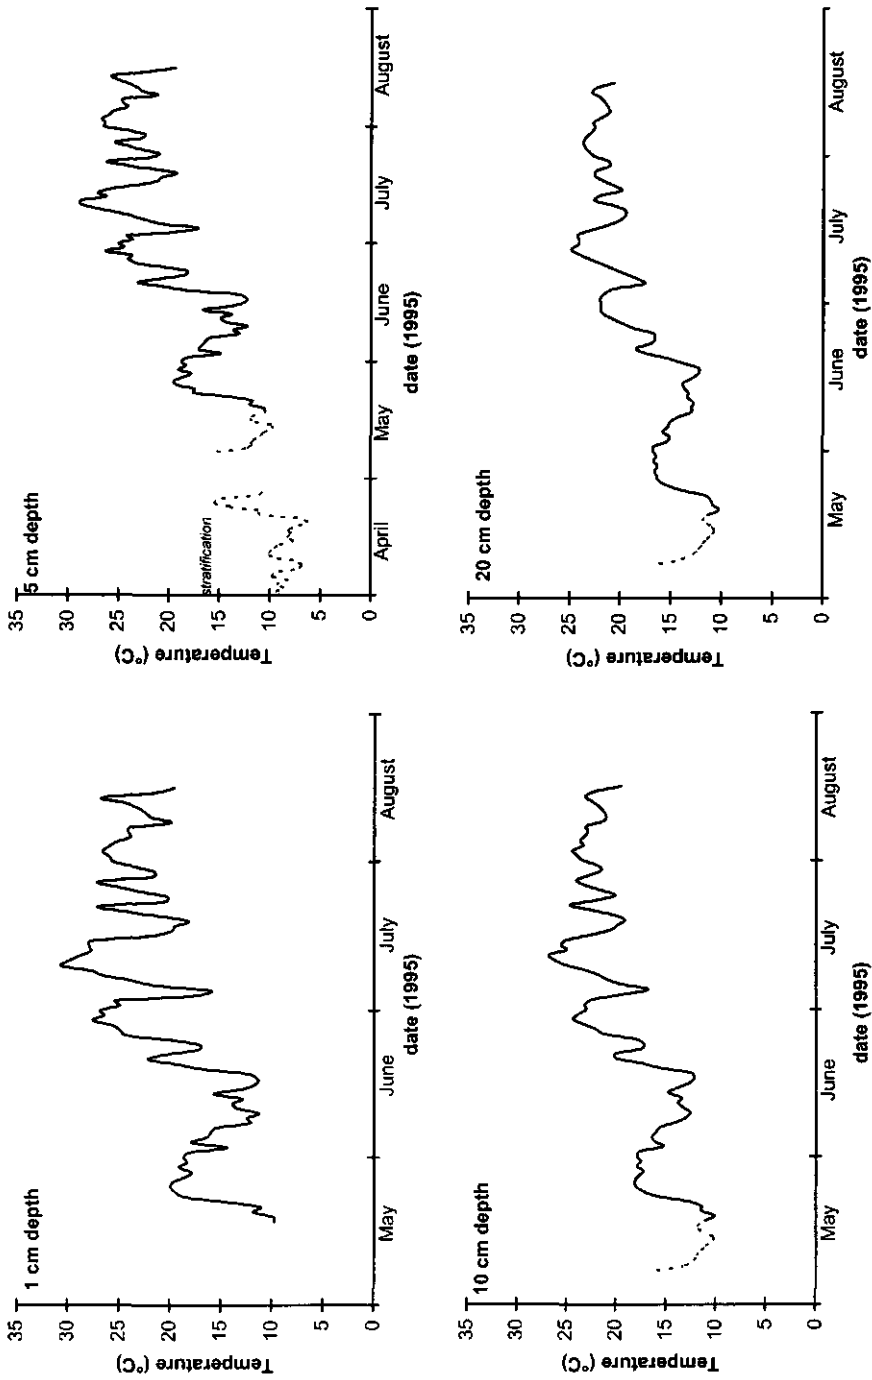 1 cm depth
Temperature (°C)
35
30
25
20
15
10
5
0
May
June
July
August
date (1995)
5 cm depth
stratification
Temperature (°C)
35
30
25
20
15
10
5
0
April
May
June
July
August
date (1995)
10 cm depth
Temperature (°C)
35
30
25
20
15
10
5
0
May
June
July
August
date (1995)
20 cm depth
Temperature (°C)
35
30
25
20
15
10
5
0
May
June
July
August
date (1995)